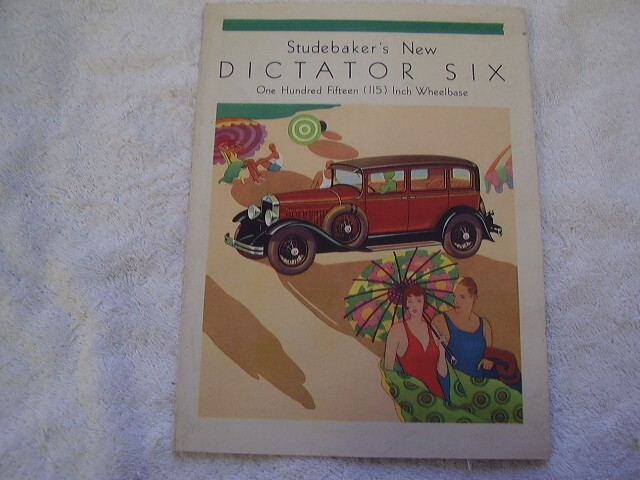 Studebaker's New
DICTATOR SIX
One Hundred Fifteen (115) Inch Wheelbase